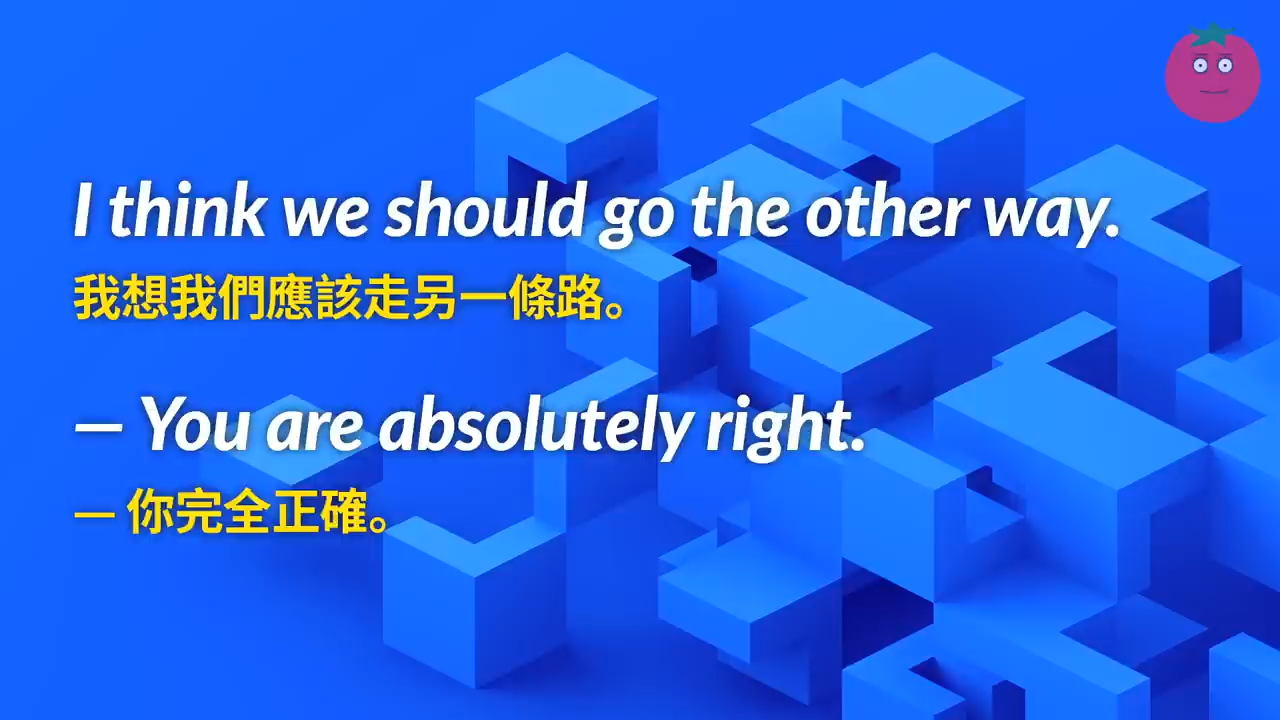 I think we should go the other way.
我想我們應該走另一條路。
— You are absolutely right.
— 你完全正確。